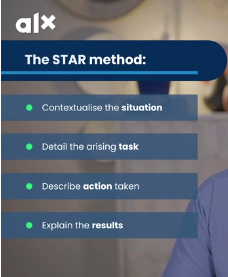 alx
The STAR method:
Contextualise the situation
Detail the arising task
Describe action taken
Explain the results